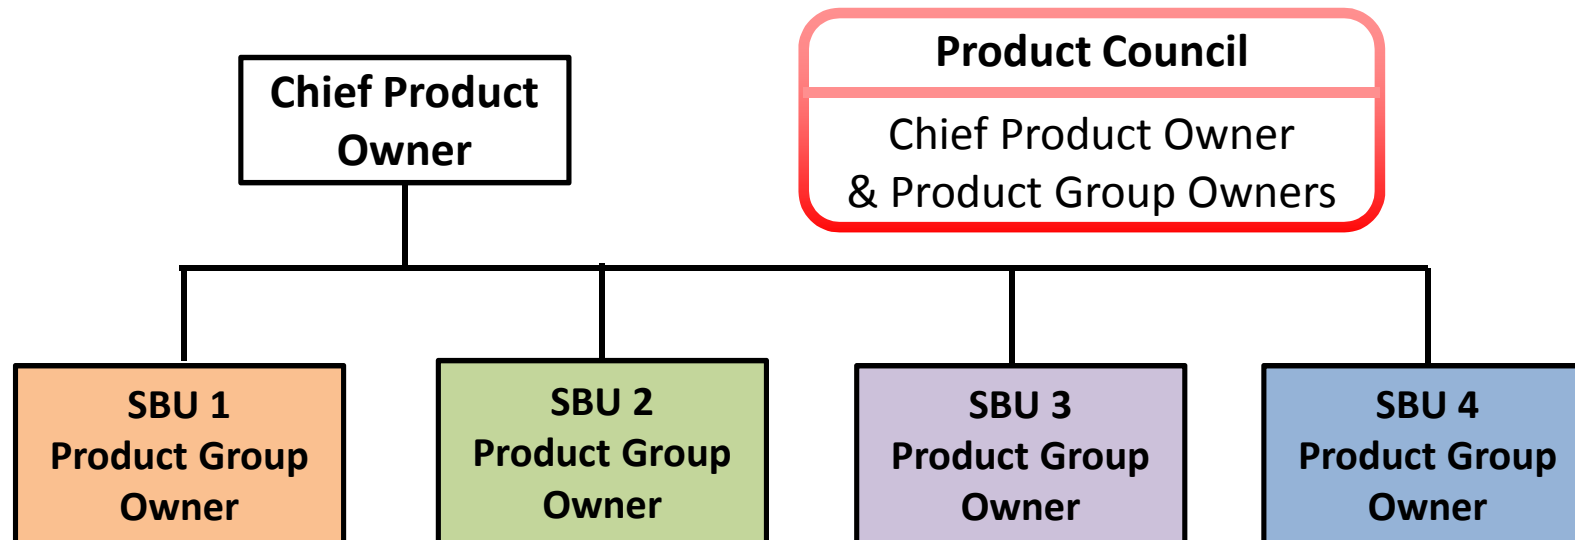 Chief Product
Owner
Product Council
Chief Product Owner
& Product Group Owners
SBU 1
Product Group
Owner
SBU 2
Product Group
Owner
SBU 3
Product Group
Owner
SBU 4
Product Group
Owner